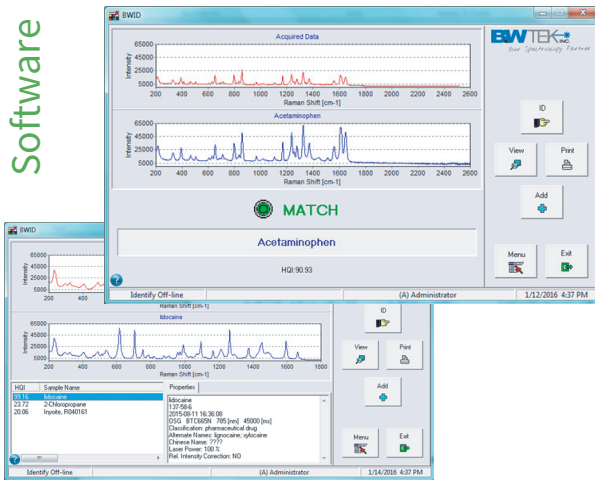 Software
BWID
Acquired Data
65000
45000
25000
5000
Intensity
200 400 600 800 1000 1200 1400 1600 1800 2000 2200 2400 2600
Raman Shift [cm-1]
Acetaminophen
65000
45000
25000
5000
Intensity
200 400 600 800 1000 1200 1400 1600 1800 2000 2200 2400 2600
Raman Shift [cm-1]
MATCH
Acetaminophen
HQI:90.93
BWTEK INC.
Your Spectroscopy Partner
ID
View Print
Add
Menu Exit
Identify Off-line (A) Administrator 1/12/2016 4:37 PM
BWID
65000
45000
25000
5000
Intensity
200 400
Raman Shift [cm-1]
lidocaine
85000
45000
25000
5000
Intensity
200 400 600 800 1000 1200 1400 1600 1800
Raman Shift [cm-1]
HQI Sample Name
99.16 lidocaine
23.72 2-Chloropropane
20.06 Inyoite, R040161
Properties
lidocaine
137-58-6
2015-08-11 16:36:08
OSG BTC665N 785 [nm] 45000 [ms]
Classification: pharmaceutical drug
Alternate Names: lignocaine; xylocaine
Chinese Name: ????
Laser Power: 100 %
Rel. Intensity Correction: NO
ID
View Print
Add
Menu Exit
Identify Off-line (A) Administrator 1/14/2016 4:37 PM